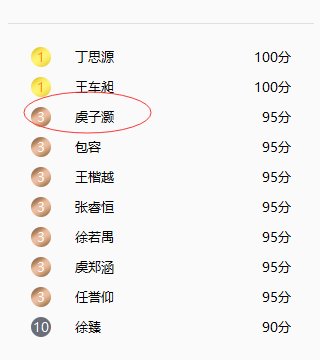 1 丁思源 100分
1 王车昶 100分
3 虞子灏 95分
3 包容 95分
3 王楷越 95分
3 张睿恒 95分
3 徐若禺 95分
3 虞郑涵 95分
3 任誉仰 95分
10 徐臻 90分